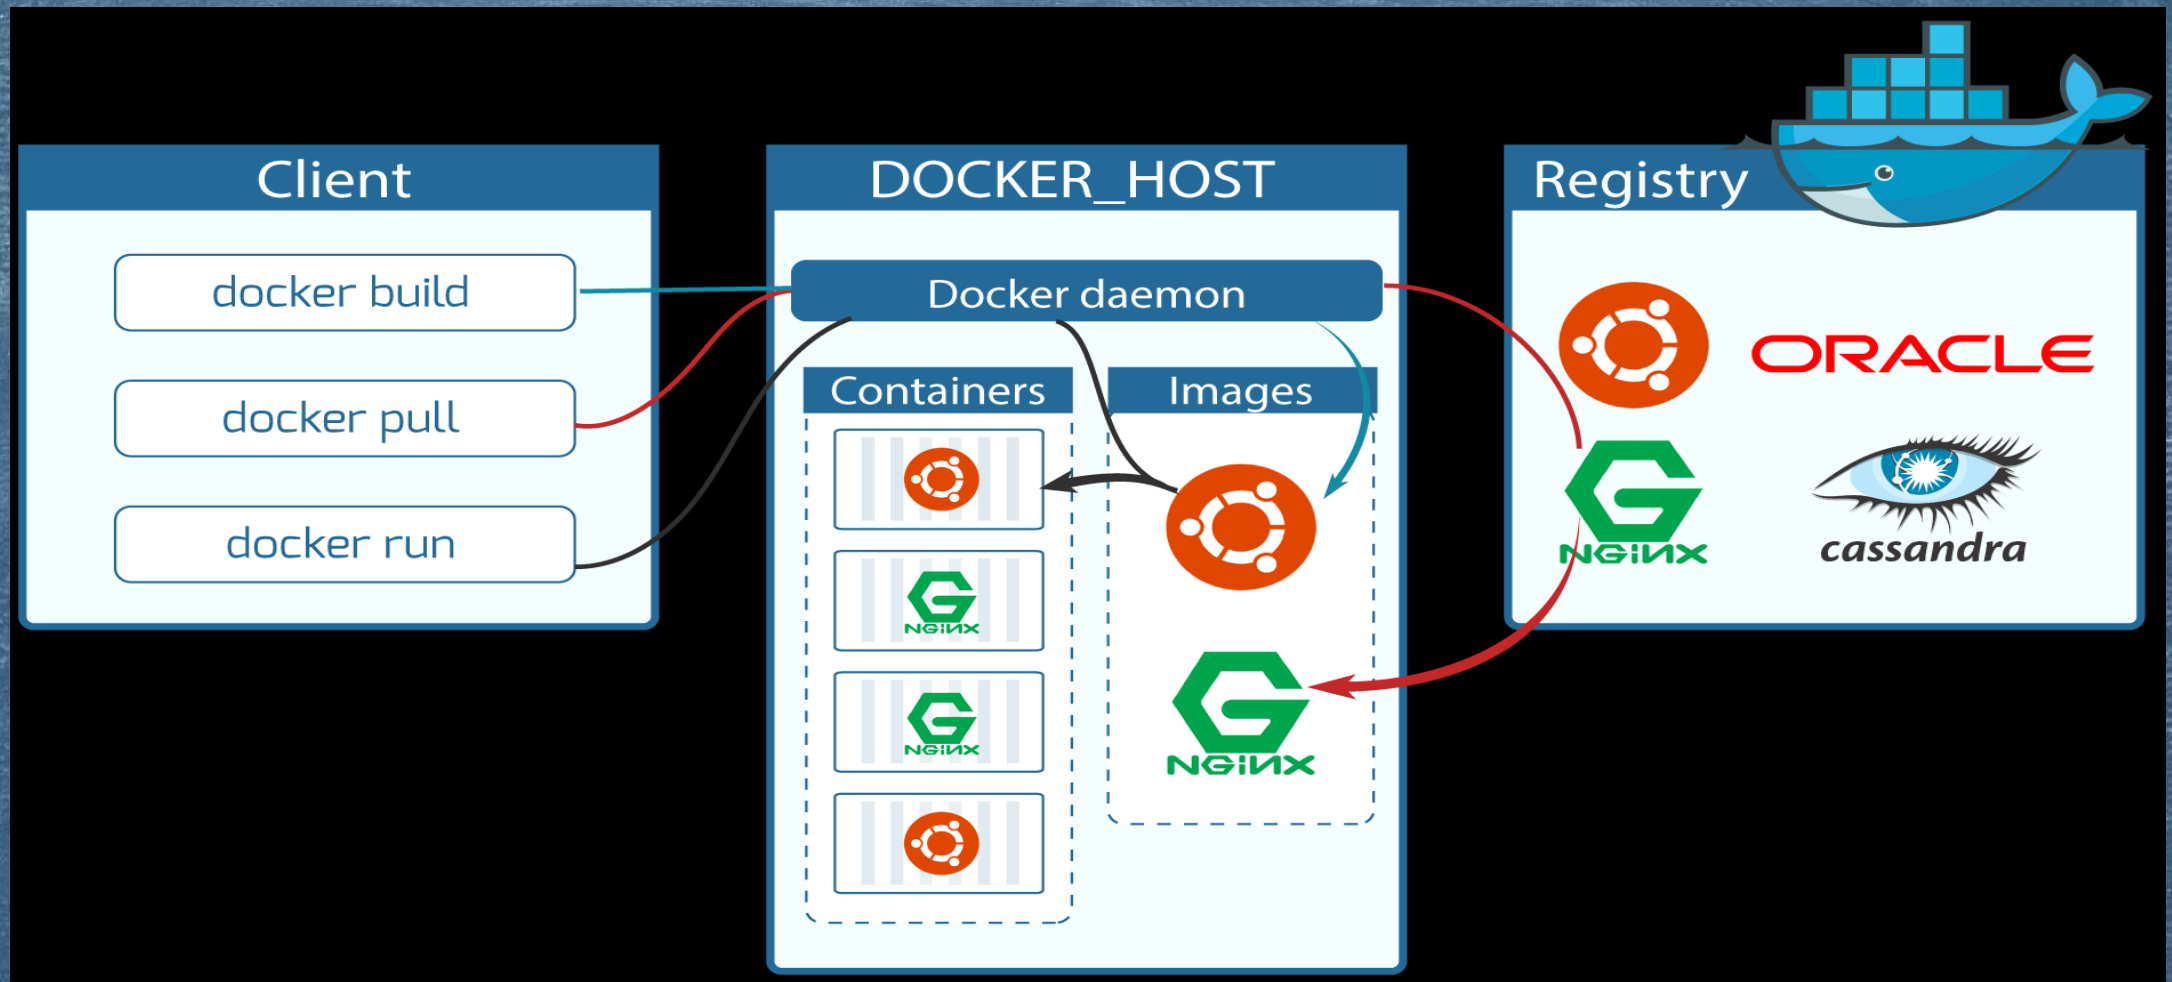 Client
docker build
docker pull
docker run
DOCKER_HOST
Docker daemon
Containers
Images
NGiNX
NGiNX
NGiNX
Registry
ORACLE
NGiNX
cassandra